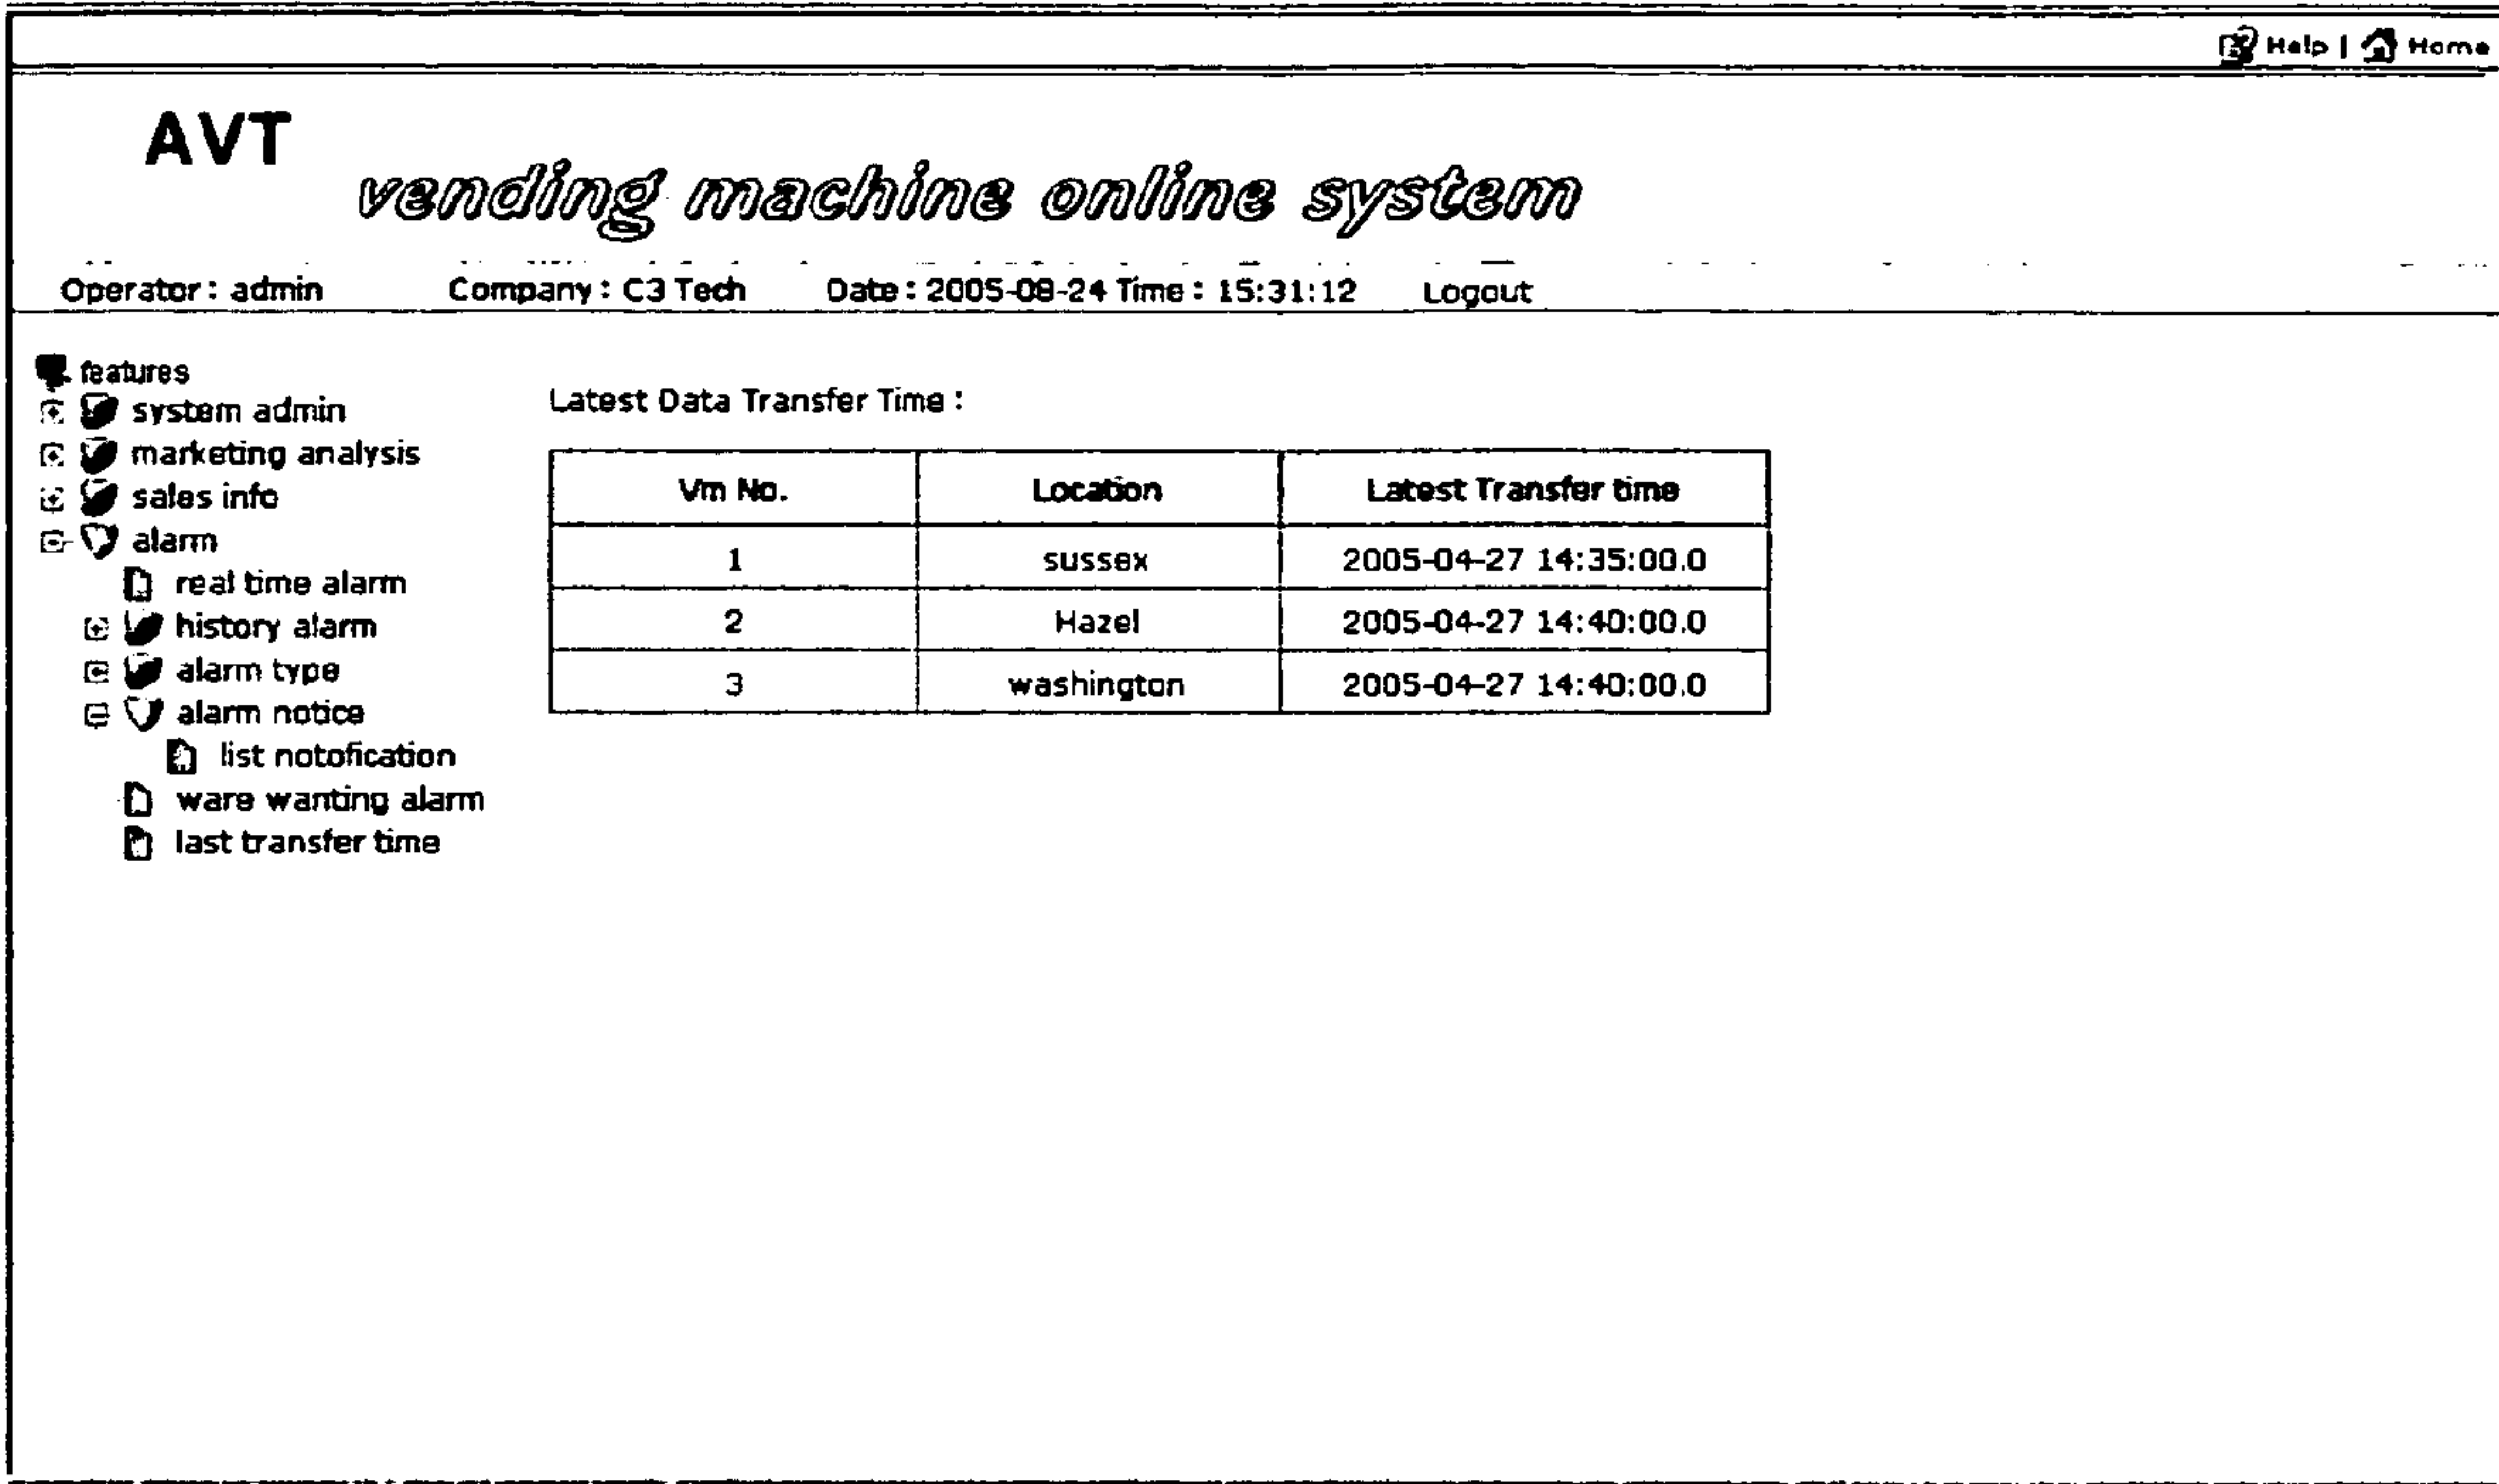 Help | Home
AVT
vending machine online system
Operator : admin Company : C3 Tech Date : 2005-08-24 Time : 15:31:12 Logout
features
system admin
marketing analysis
sales info
alarm
real time alarm
history alarm
alarm type
alarm notice
list notofication
ware wanting alarm
last transfer time
Latest Data Transfer Time :
Vm No. Location Latest Transfer time
1 sussex 2005-04-27 14:35:00.0
2 Hazel 2005-04-27 14:40:00.0
3 washington 2005-04-27 14:40:00.0